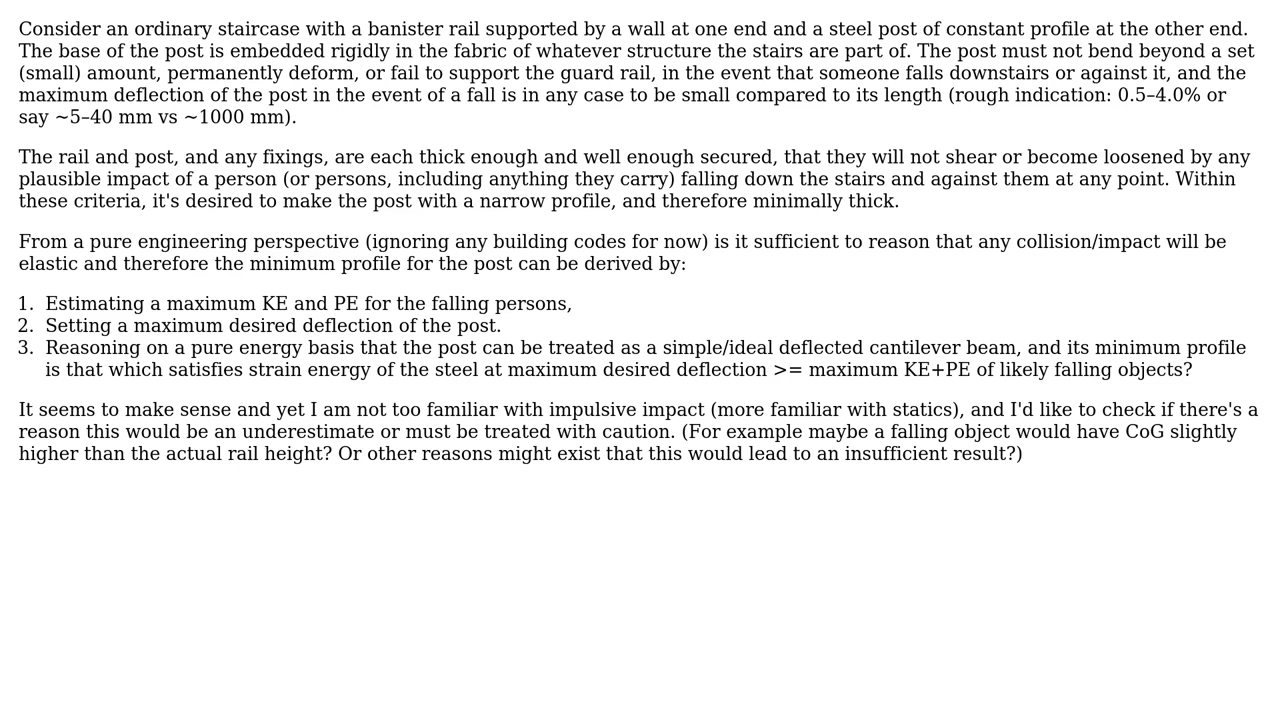 Consider an ordinary staircase with a banister rail supported by a wall at one end and a steel post of constant profile at the other end.
The base of the post is embedded rigidly in the fabric of whatever structure the stairs are part of. The post must not bend beyond a set
(small) amount, permanently deform, or fail to support the guard rail, in the event that someone falls downstairs or against it, and the
maximum deflection of the post in the event of a fall is in any case to be small compared to its length (rough indication: 0.5–4.0% or
say ~5–40 mm vs ~1000 mm).
The rail and post, and any fixings, are each thick enough and well enough secured, that they will not shear or become loosened by any
plausible impact of a person (or persons, including anything they carry) falling down the stairs and against them at any point. Within
these criteria, it's desired to make the post with a narrow profile, and therefore minimally thick.
From a pure engineering perspective (ignoring any building codes for now) is it sufficient to reason that any collision/impact will be
elastic and therefore the minimum profile for the post can be derived by:
1. Estimating a maximum KE and PE for the falling persons,
2. Setting a maximum desired deflection of the post.
3. Reasoning on a pure energy basis that the post can be treated as a simple/ideal deflected cantilever beam, and its minimum profile
is that which satisfies strain energy of the steel at maximum desired deflection >= maximum KE+PE of likely falling objects?
It seems to make sense and yet I am not too familiar with impulsive impact (more familiar with statics), and I'd like to check if there's a
reason this would be an underestimate or must be treated with caution. (For example maybe a falling object would have CoG slightly
higher than the actual rail height? Or other reasons might exist that this would lead to an insufficient result?)